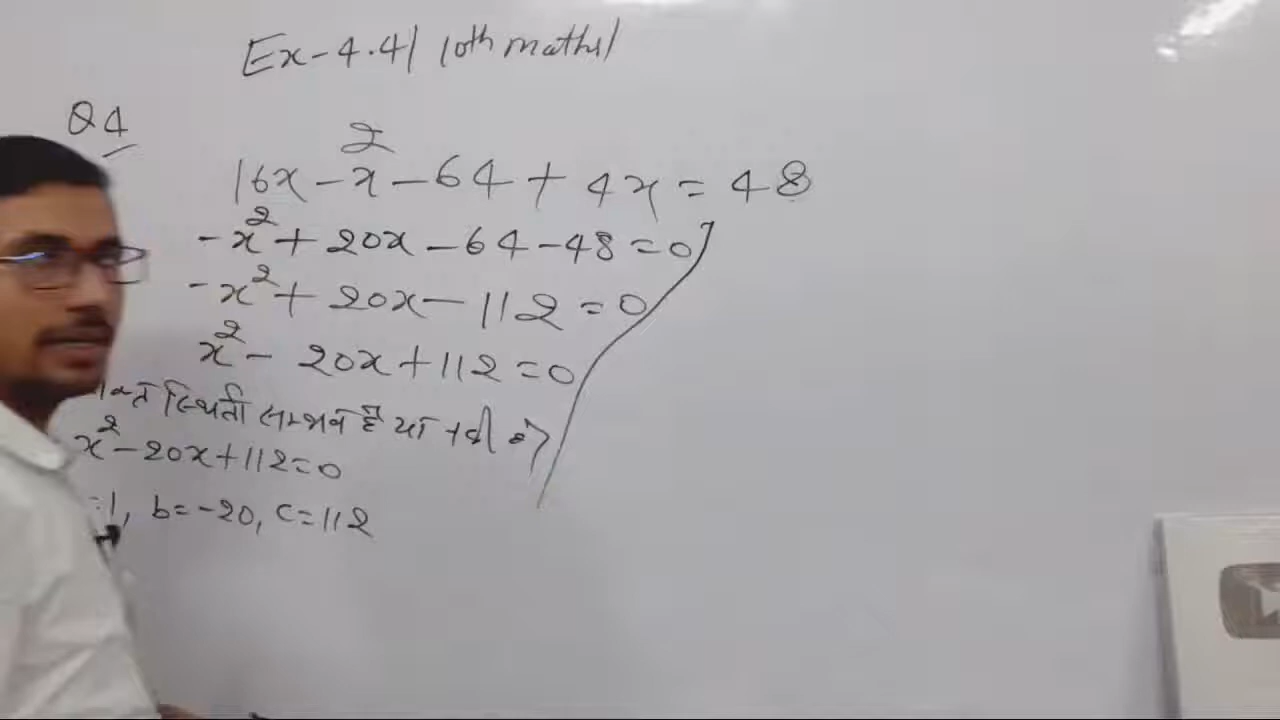 Ex-4.4/ 10th maths/
Q4
16x - x² - 64 + 4x = 48
-x² + 20x - 64 - 48 = 0
-x² + 20x - 112 = 0
x² - 20x + 112 = 0
स्थिती सम्भव है या
x² - 20x + 112 = 0
=1, b = -20, c = 112